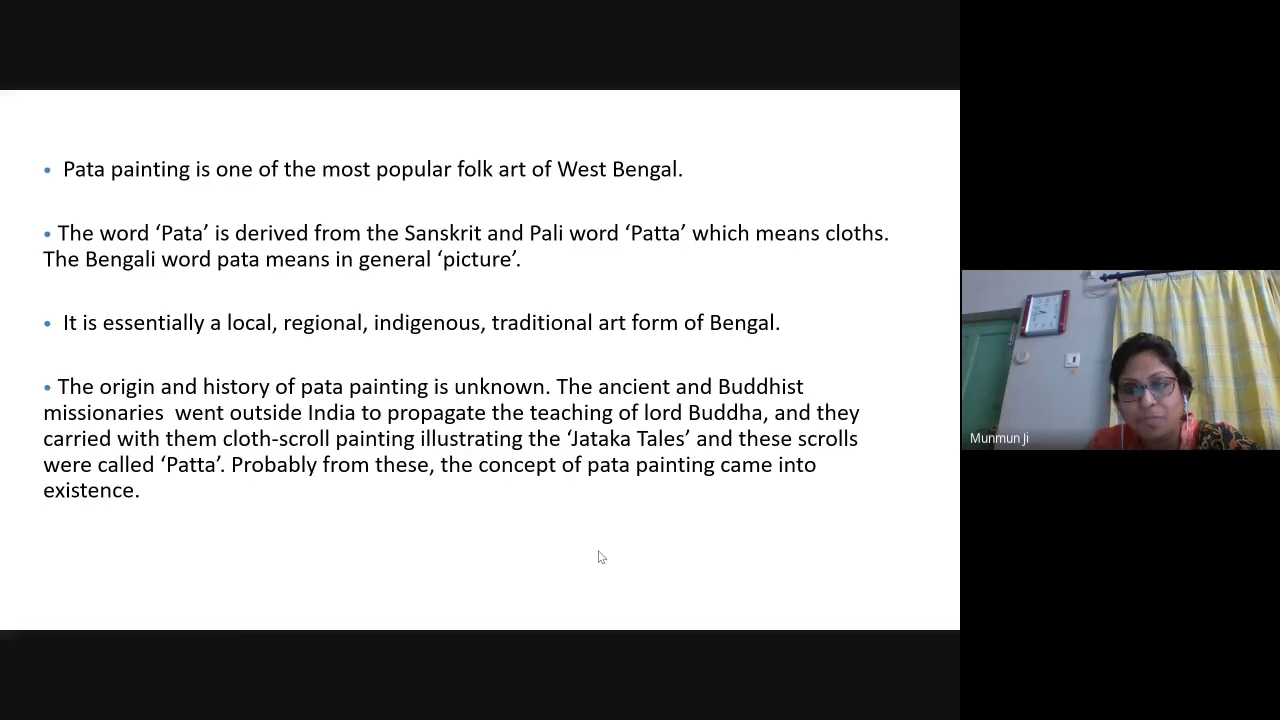 • Pata painting is one of the most popular folk art of West Bengal.
• The word ‘Pata’ is derived from the Sanskrit and Pali word ‘Patta’ which means cloths.
The Bengali word pata means in general ‘picture’.
• It is essentially a local, regional, indigenous, traditional art form of Bengal.
• The origin and history of pata painting is unknown. The ancient and Buddhist
missionaries went outside India to propagate the teaching of lord Buddha, and they
carried with them cloth-scroll painting illustrating the ‘Jataka Tales’ and these scrolls
were called ‘Patta’. Probably from these, the concept of pata painting came into
existence.
Munmun Ji